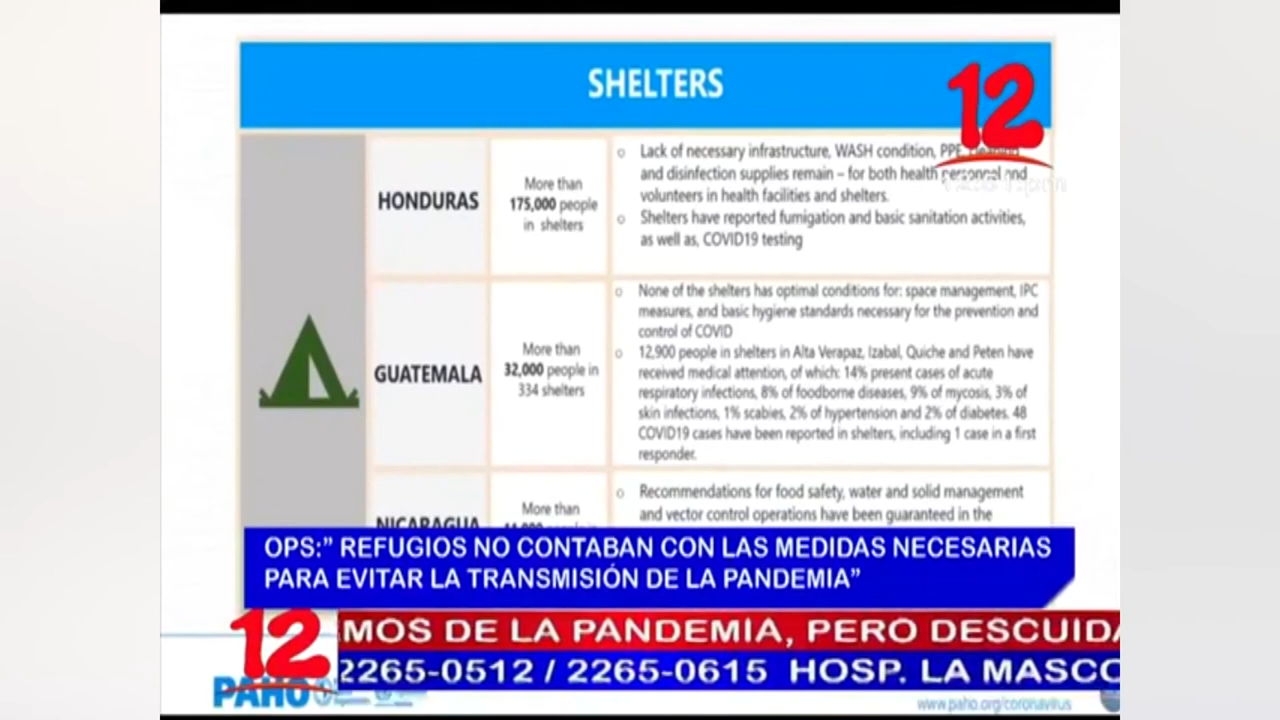 SHELTERS
12
HONDURAS
More than
175,000 people
in shelters
o Lack of necessary infrastructure, WASH condition, PPE, cleaning
and disinfection supplies remain – for both health personnel and
volunteers in health facilities and shelters.
o Shelters have reported fumigation and basic sanitation activities,
as well as, COVID19 testing
GUATEMALA
More than
32,000 people in
334 shelters
o None of the shelters has optimal conditions for: space management, IPC
measures, and basic hygiene standards necessary for the prevention and
control of COVID
o 12,900 people in shelters in Alta Verapaz, Izabal, Quiche and Peten have
received medical attention, of which: 14% present cases of acute
respiratory infections, 8% of foodborne diseases, 9% of mycosis, 3% of
skin infections, 1% scabies, 2% of hypertension and 2% of diabetes. 48
COVID19 cases have been reported in shelters, including 1 case in a first
responder.
NICARAGUA
More than
o Recommendations for food safety, water and solid management
and vector control operations have been guaranteed in the
OPS:” REFUGIOS NO CONTABAN CON LAS MEDIDAS NECESARIAS
PARA EVITAR LA TRANSMISIÓN DE LA PANDEMIA”
12
MOS DE LA PANDEMIA, PERO DESCUIDA
2265-0512 / 2265-0615 HOSP. LA MASCO
PAHO
www.paho.org/coronavirus